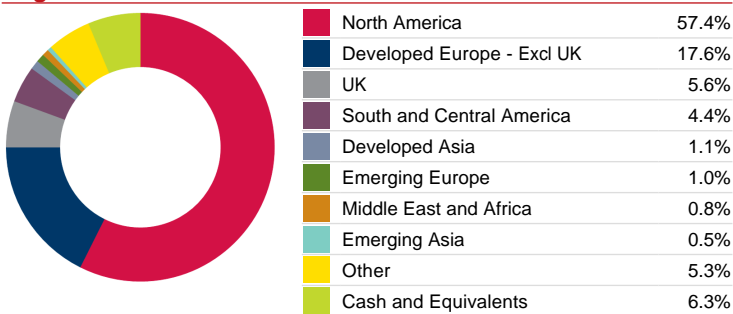 North America 57.4%
Developed Europe - Excl UK 17.6%
UK 5.6%
South and Central America 4.4%
Developed Asia 1.1%
Emerging Europe 1.0%
Middle East and Africa 0.8%
Emerging Asia 0.5%
Other 5.3%
Cash and Equivalents 6.3%